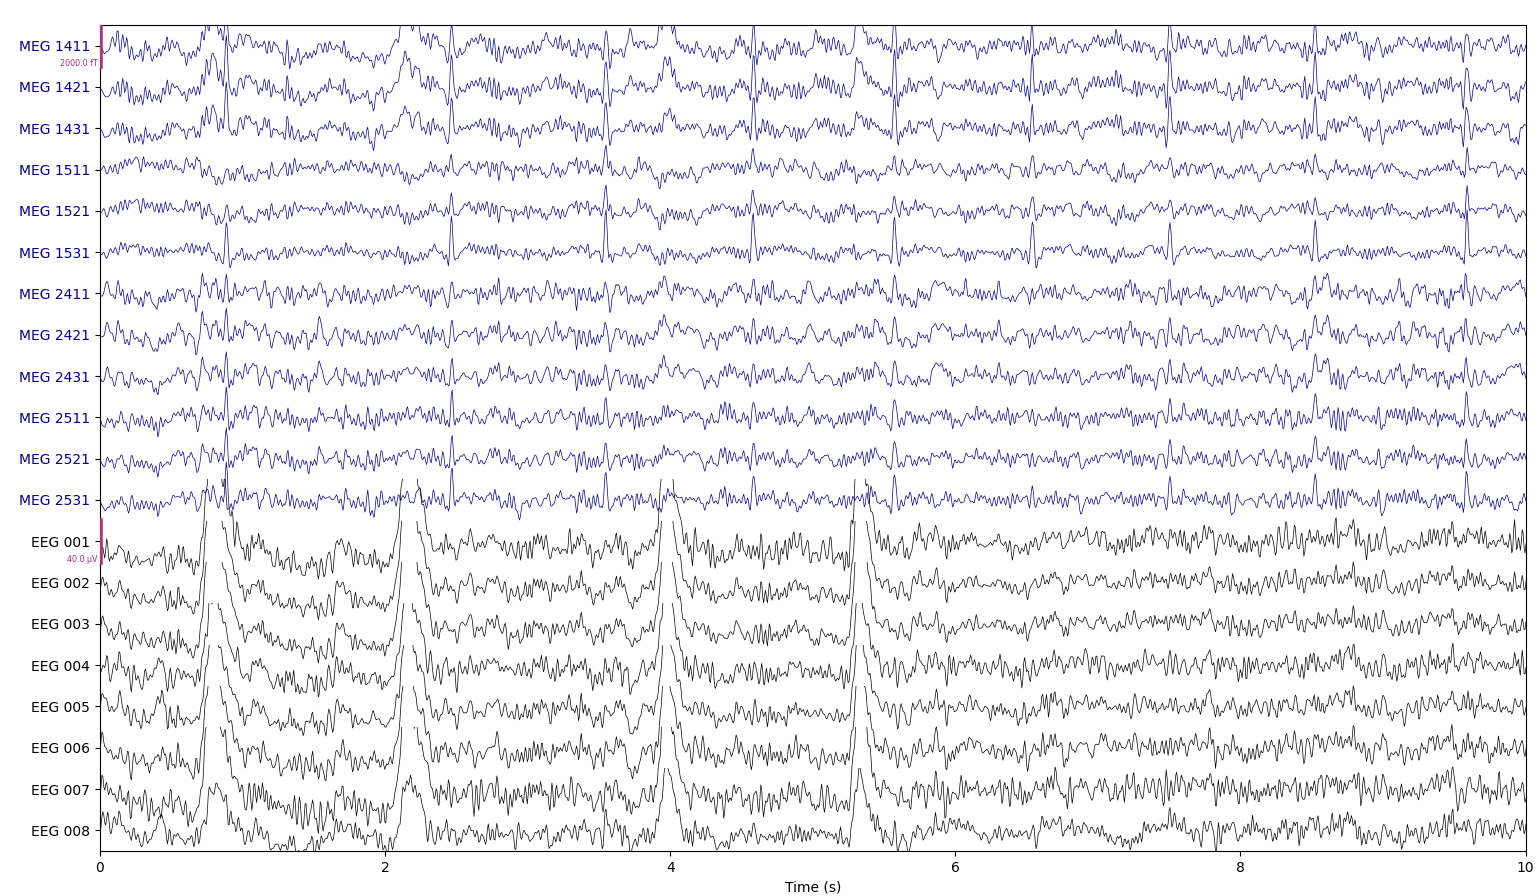 MEG 1411
2000.0 fT
MEG 1421
MEG 1431
MEG 1511
MEG 1521
MEG 1531
MEG 2411
MEG 2421
MEG 2431
MEG 2511
MEG 2521
MEG 2531
EEG 001
40.0 µV
EEG 002
EEG 003
EEG 004
EEG 005
EEG 006
EEG 007
EEG 008
0 2 4 6 8 10
Time (s)